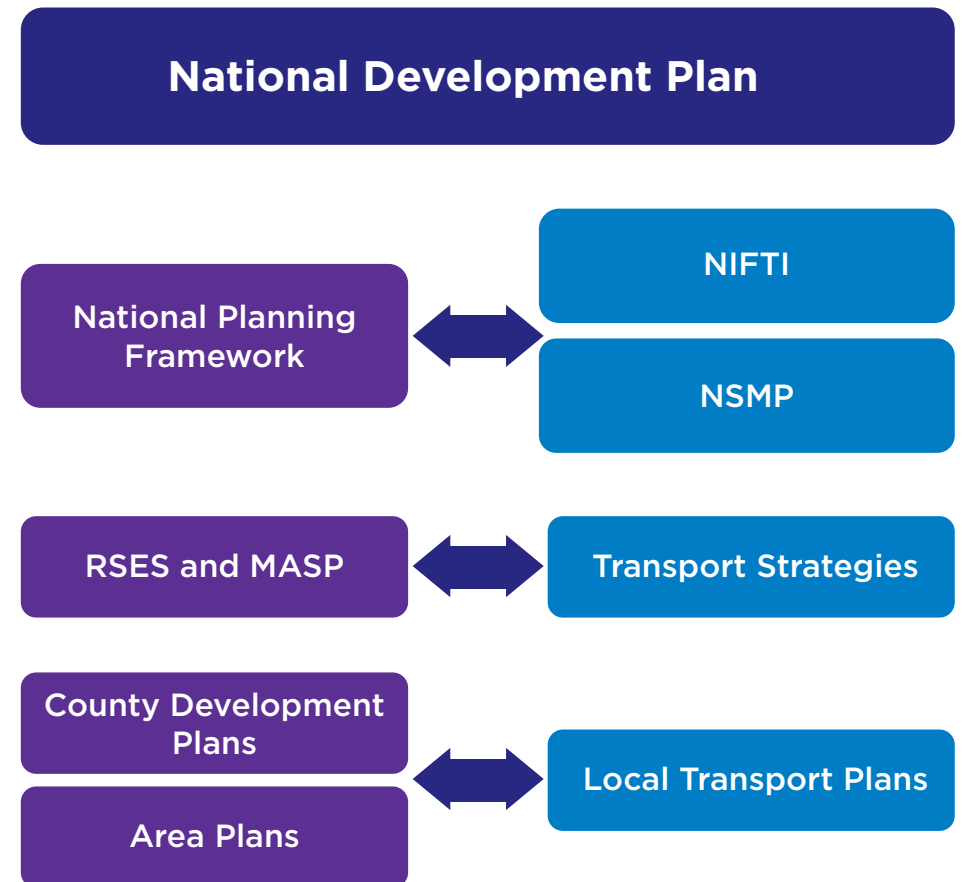 National Development Plan
National Planning
Framework
NIFTI
NSMP
RSES and MASP
Transport Strategies
County Development
Plans
Area Plans
Local Transport Plans